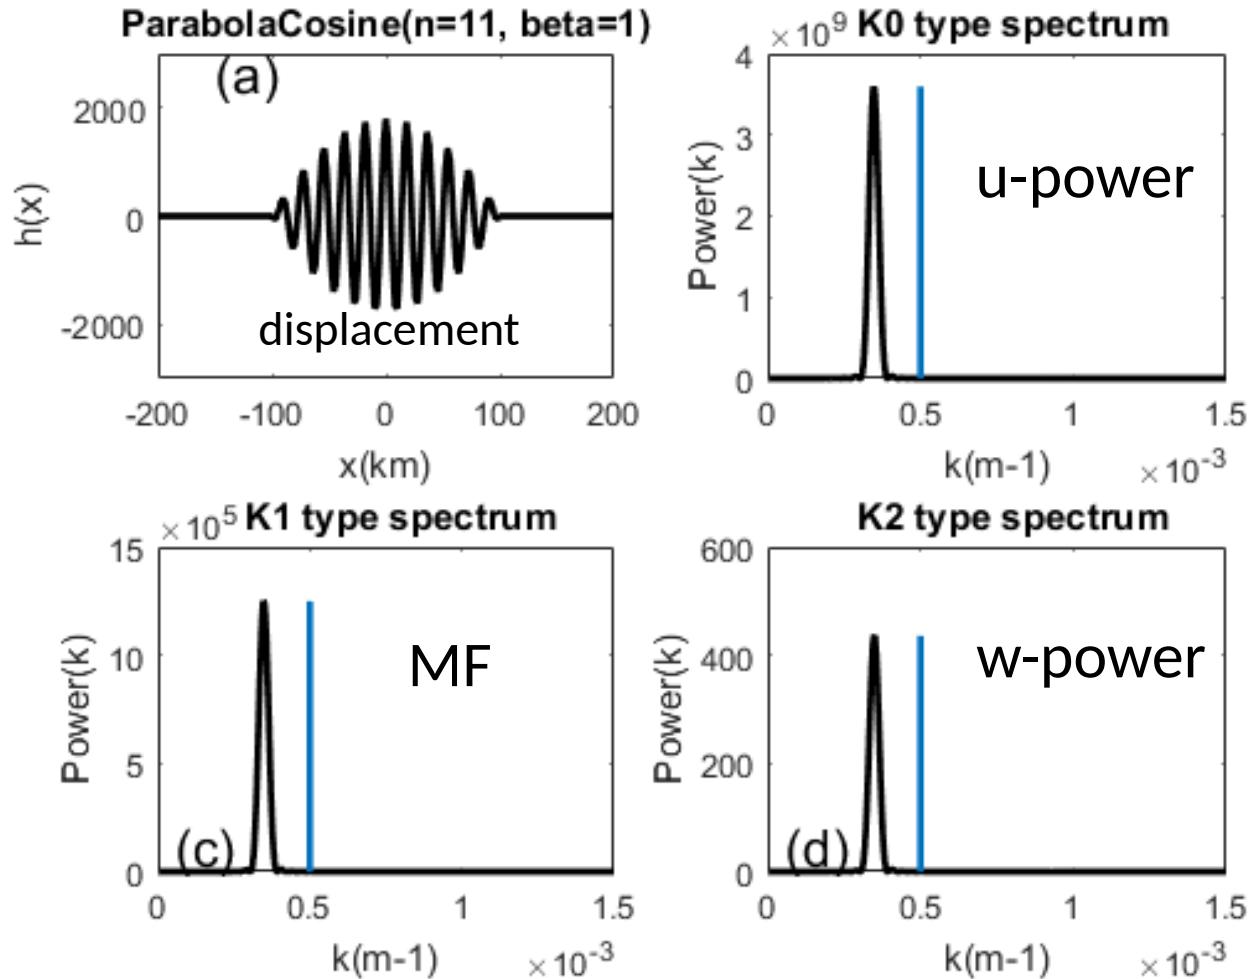 ParabolaCosine(n=11, beta=1)
(a)
2000
0
-2000
h(x)
displacement
-200 -100 0 100 200
x(km)
×10⁹ K0 type spectrum
4
3
2
1
0
Power(k)
u-power
0 0.5 1 1.5
k(m-1) ×10⁻³
×10⁵ K1 type spectrum
15
10
5
0
Power(k)
MF
(c)
0 0.5 1 1.5
k(m-1) ×10⁻³
K2 type spectrum
600
400
200
0
Power(k)
w-power
(d)
0 0.5 1 1.5
k(m-1) ×10⁻³